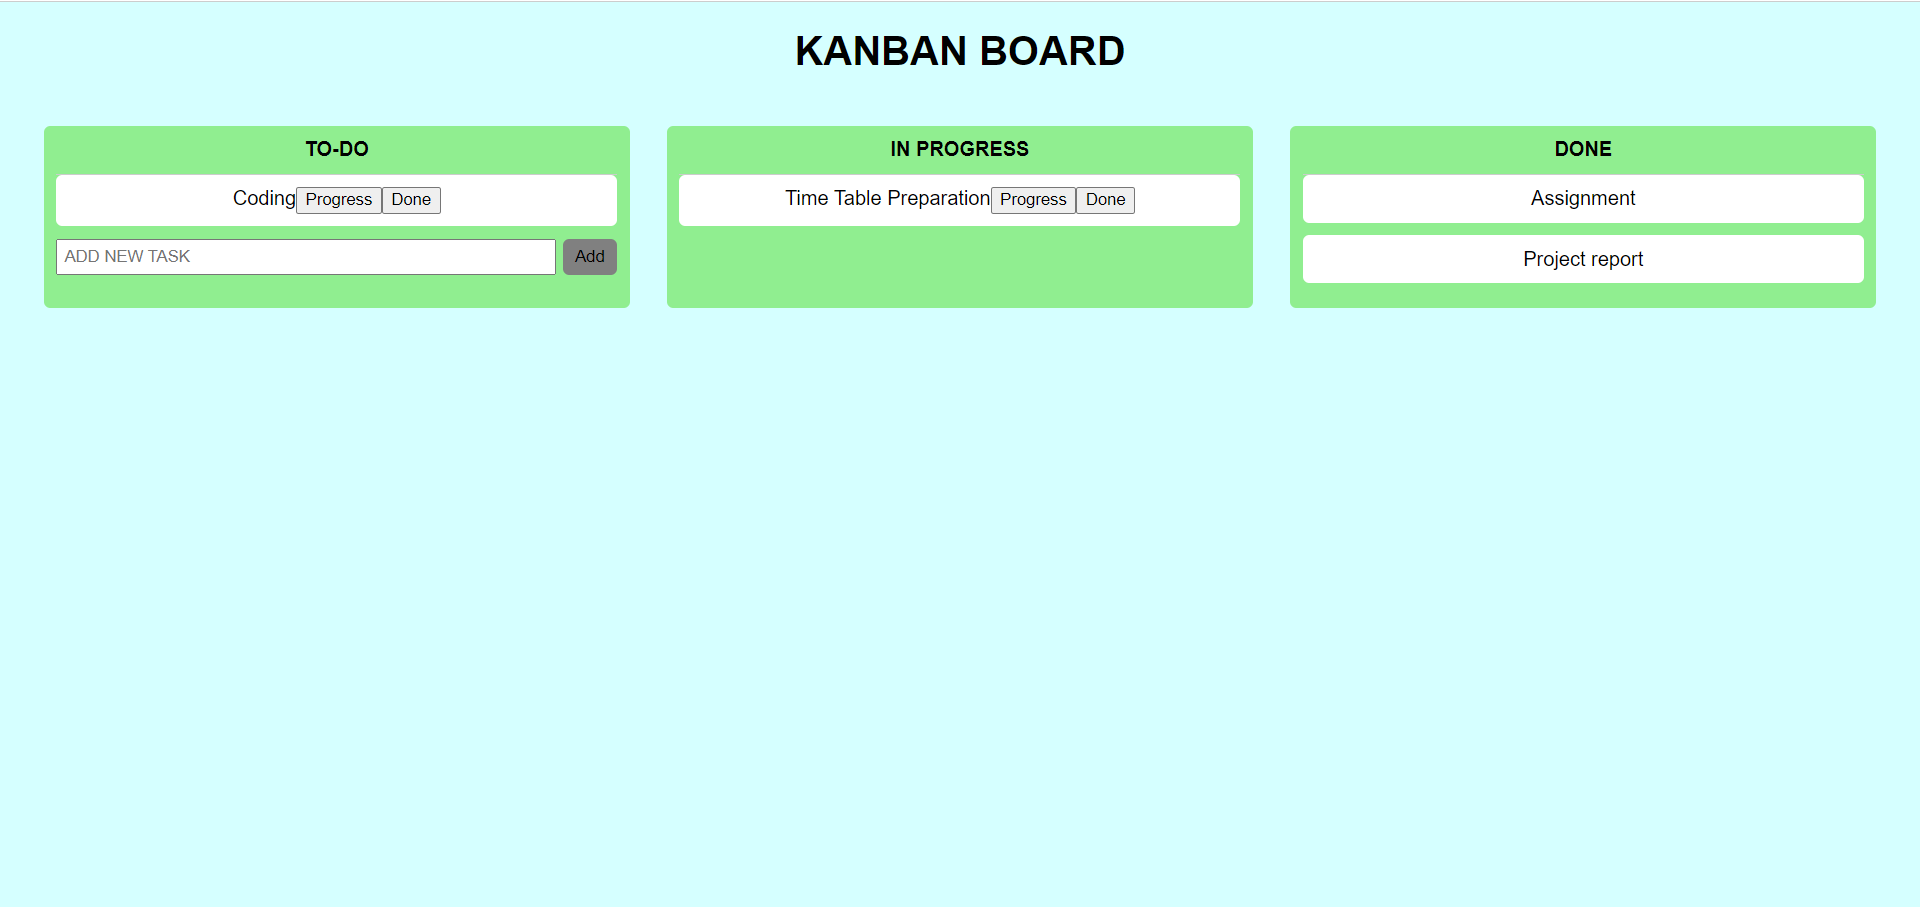 KANBAN BOARD
TO-DO
Coding Progress Done
ADD NEW TASK Add
IN PROGRESS
Time Table Preparation Progress Done
DONE
Assignment
Project report